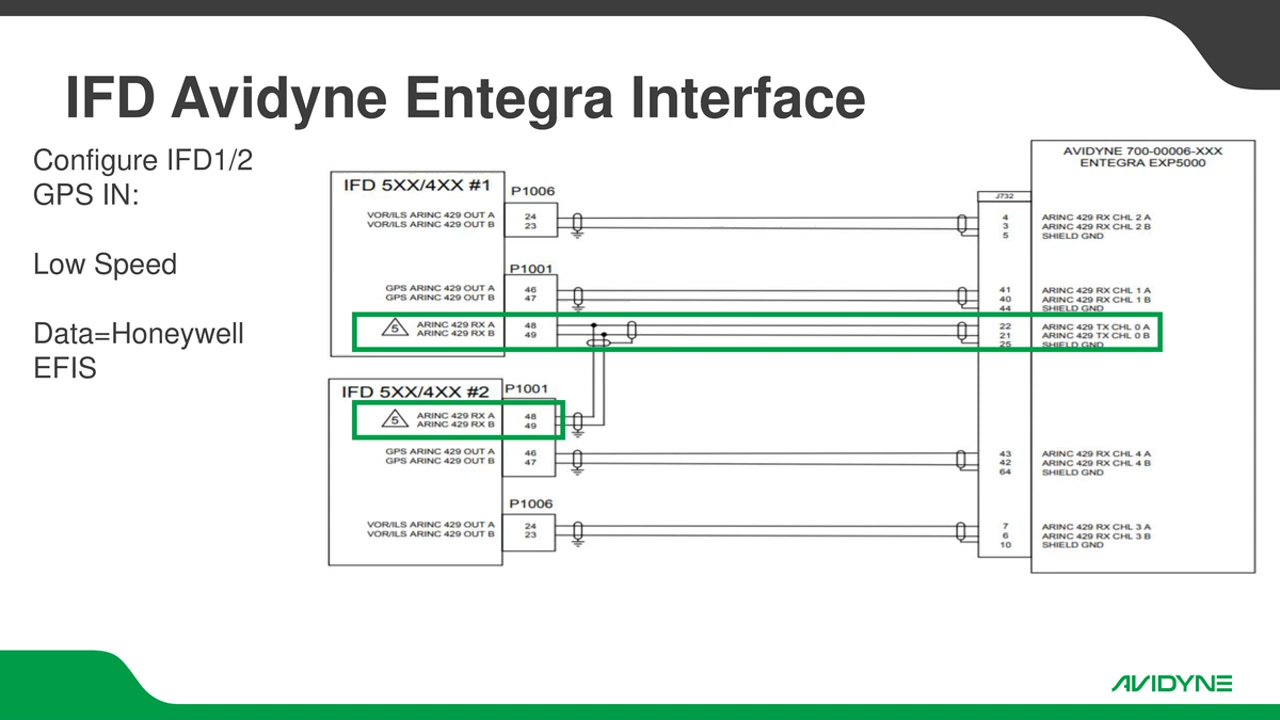 IFD Avidyne Entegra Interface
Configure IFD1/2
GPS IN:
Low Speed
Data=Honeywell
EFIS
IFD 5XX/4XX #1
P1006
VOR/ILS ARINC 429 OUT A 24
VOR/ILS ARINC 429 OUT B 23
P1001
GPS ARINC 429 OUT A 46
GPS ARINC 429 OUT B 47
5
ARINC 429 RX A 48
ARINC 429 RX B 49
IFD 5XX/4XX #2
P1001
5
ARINC 429 RX A 48
ARINC 429 RX B 49
GPS ARINC 429 OUT A 46
GPS ARINC 429 OUT B 47
P1006
VOR/ILS ARINC 429 OUT A 24
VOR/ILS ARINC 429 OUT B 23
AVIDYNE 700-00006-XXX
ENTEGRA EXP5000
J732
4 ARINC 429 RX CHL 2 A
3 ARINC 429 RX CHL 2 B
5 SHIELD GND
41 ARINC 429 RX CHL 1 A
40 ARINC 429 RX CHL 1 B
44 SHIELD GND
22 ARINC 429 TX CHL 0 A
21 ARINC 429 TX CHL 0 B
25 SHIELD GND
43 ARINC 429 RX CHL 4 A
42 ARINC 429 RX CHL 4 B
64 SHIELD GND
7 ARINC 429 RX CHL 3 A
6 ARINC 429 RX CHL 3 B
10 SHIELD GND
AVIDYNE